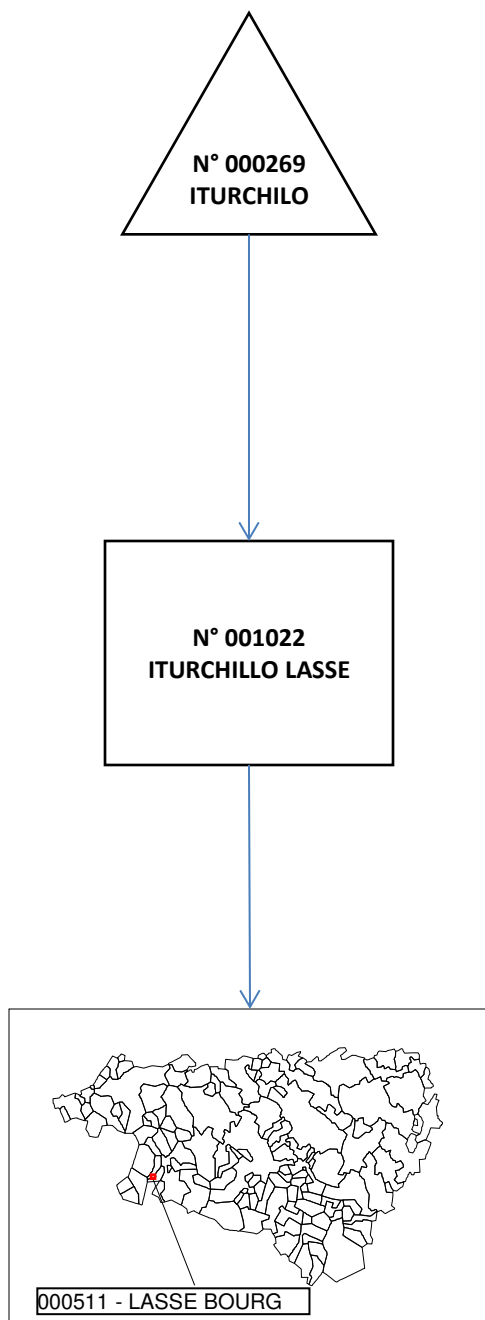 N° 000269
ITURCHILO
N° 001022
ITURCHILLO LASSE
000511 - LASSE BOURG